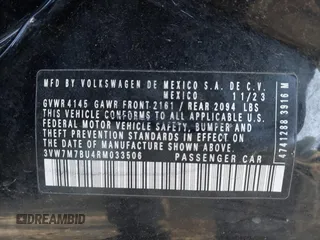 MFD BY VOLKSWAGEN DE MEXICO S.A. DE C.V.
MEXICO 11/23
GVWR 4145 GAWR FRONT 2161 / REAR 2094 LBS
THIS VEHICLE CONFORMS TO ALL APPLICABLE U.S.
FEDERAL MOTOR VEHICLE SAFETY, BUMPER AND
THEFT PREVENTION STANDARDS IN EFFECT ON THE
DATE OF MANUFACTURE SHOWN ABOVE.
3VW7M7BU4RM033506 PASSENGER CAR
4741288 3916 M
DREAMBID